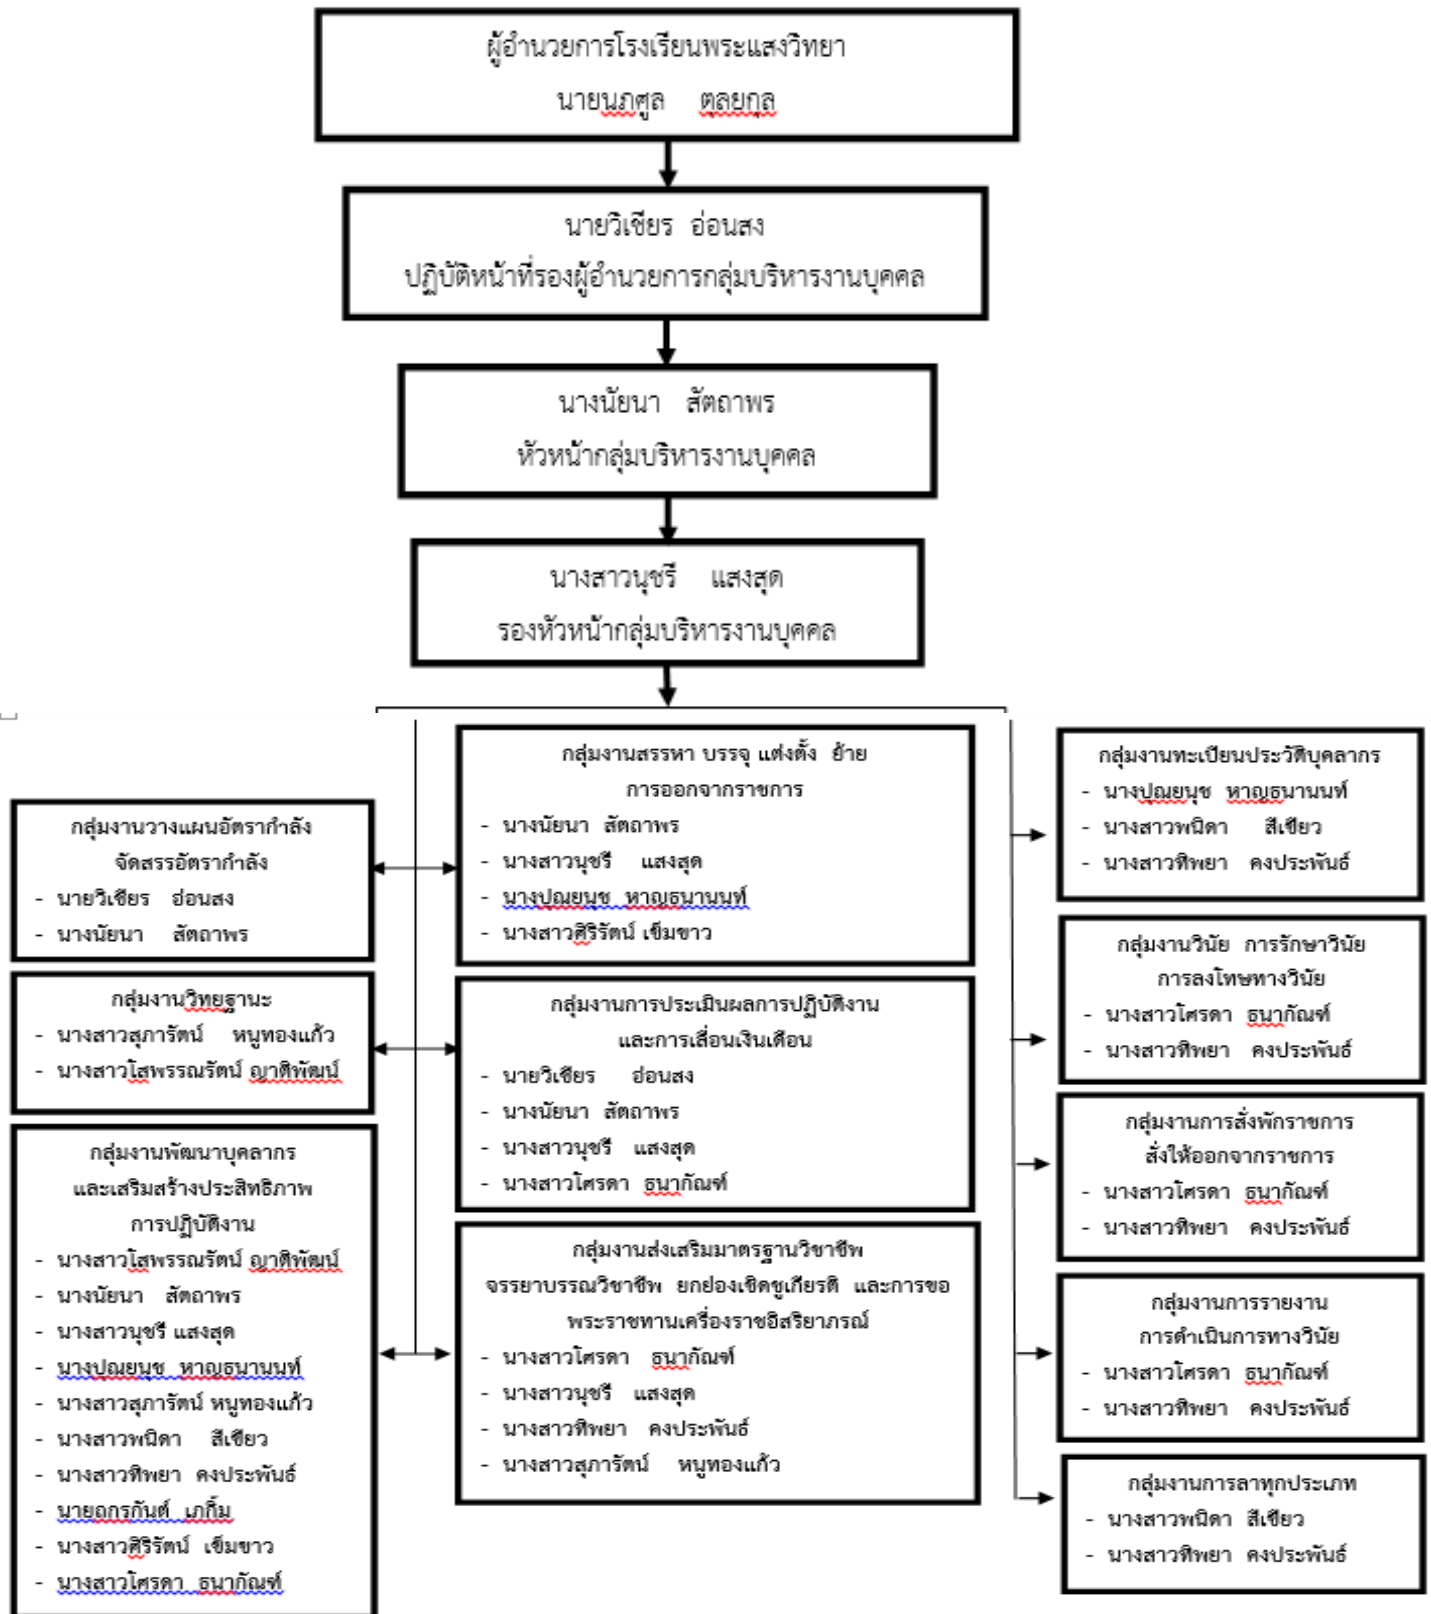 ผู้อำนวยการโรงเรียนพระแสงวิทยา
นายนภศูล ตุลยกุล
นายวิเชียร อ่อนสง
ปฏิบัติหน้าที่รองผู้อำนวยการกลุ่มบริหารงานบุคคล
นางนัยนา สัตถาพร
หัวหน้ากลุ่มบริหารงานบุคคล
นางสาวนุชรี แสงสุด
รองหัวหน้ากลุ่มบริหารงานบุคคล
กลุ่มงานวางแผนอัตรากำลัง
จัดสรรอัตรากำลัง
- นายวิเชียร อ่อนสง
- นางนัยนา สัตถาพร
กลุ่มงานวิทยฐานะ
- นางสาวสุภารัตน์ หนูทองแก้ว
- นางสาวโสพรรณรัตน์ ญาติพัฒน์
กลุ่มงานพัฒนาบุคลากร
และเสริมสร้างประสิทธิภาพ
การปฏิบัติงาน
- นางสาวโสพรรณรัตน์ ญาติพัฒน์
- นางนัยนา สัตถาพร
- นางสาวนุชรี แสงสุด
- นางปุณยนุช หาญธนานนท์
- นางสาวสุภารัตน์ หนูทองแก้ว
- นางสาวพนิดา สีเขียว
- นางสาวทิพยา คงประพันธ์
- นายถกรกันต์ เภกิ้ม
- นางสาวศิริรัตน์ เข็มขาว
- นางสาวโศรดา ธนากัณฑ์
กลุ่มงานสรรหา บรรจุ แต่งตั้ง ย้าย
การออกจากราชการ
- นางนัยนา สัตถาพร
- นางสาวนุชรี แสงสุด
- นางปุณยนุช หาญธนานนท์
- นางสาวศิริรัตน์ เข็มขาว
กลุ่มงานการประเมินผลการปฏิบัติงาน
และการเลื่อนเงินเดือน
- นายวิเชียร อ่อนสง
- นางนัยนา สัตถาพร
- นางสาวนุชรี แสงสุด
- นางสาวโศรดา ธนากัณฑ์
กลุ่มงานส่งเสริมมาตรฐานวิชาชีพ
จรรยาบรรณวิชาชีพ ยกย่องเชิดชูเกียรติ และการขอ
พระราชทานเครื่องราชอิสริยาภรณ์
- นางสาวโศรดา ธนากัณฑ์
- นางสาวนุชรี แสงสุด
- นางสาวทิพยา คงประพันธ์
- นางสาวสุภารัตน์ หนูทองแก้ว
กลุ่มงานทะเบียนประวัติบุคลากร
- นางปุณยนุช หาญธนานนท์
- นางสาวพนิดา สีเขียว
- นางสาวทิพยา คงประพันธ์
กลุ่มงานวินัย การรักษาวินัย
การลงโทษทางวินัย
- นางสาวโศรดา ธนากัณฑ์
- นางสาวทิพยา คงประพันธ์
กลุ่มงานการสั่งพักราชการ
สั่งให้ออกจากราชการ
- นางสาวโศรดา ธนากัณฑ์
- นางสาวทิพยา คงประพันธ์
กลุ่มงานการรายงาน
การดำเนินการทางวินัย
- นางสาวโศรดา ธนากัณฑ์
- นางสาวทิพยา คงประพันธ์
กลุ่มงานการลาทุกประเภท
- นางสาวพนิดา สีเขียว
- นางสาวทิพยา คงประพันธ์